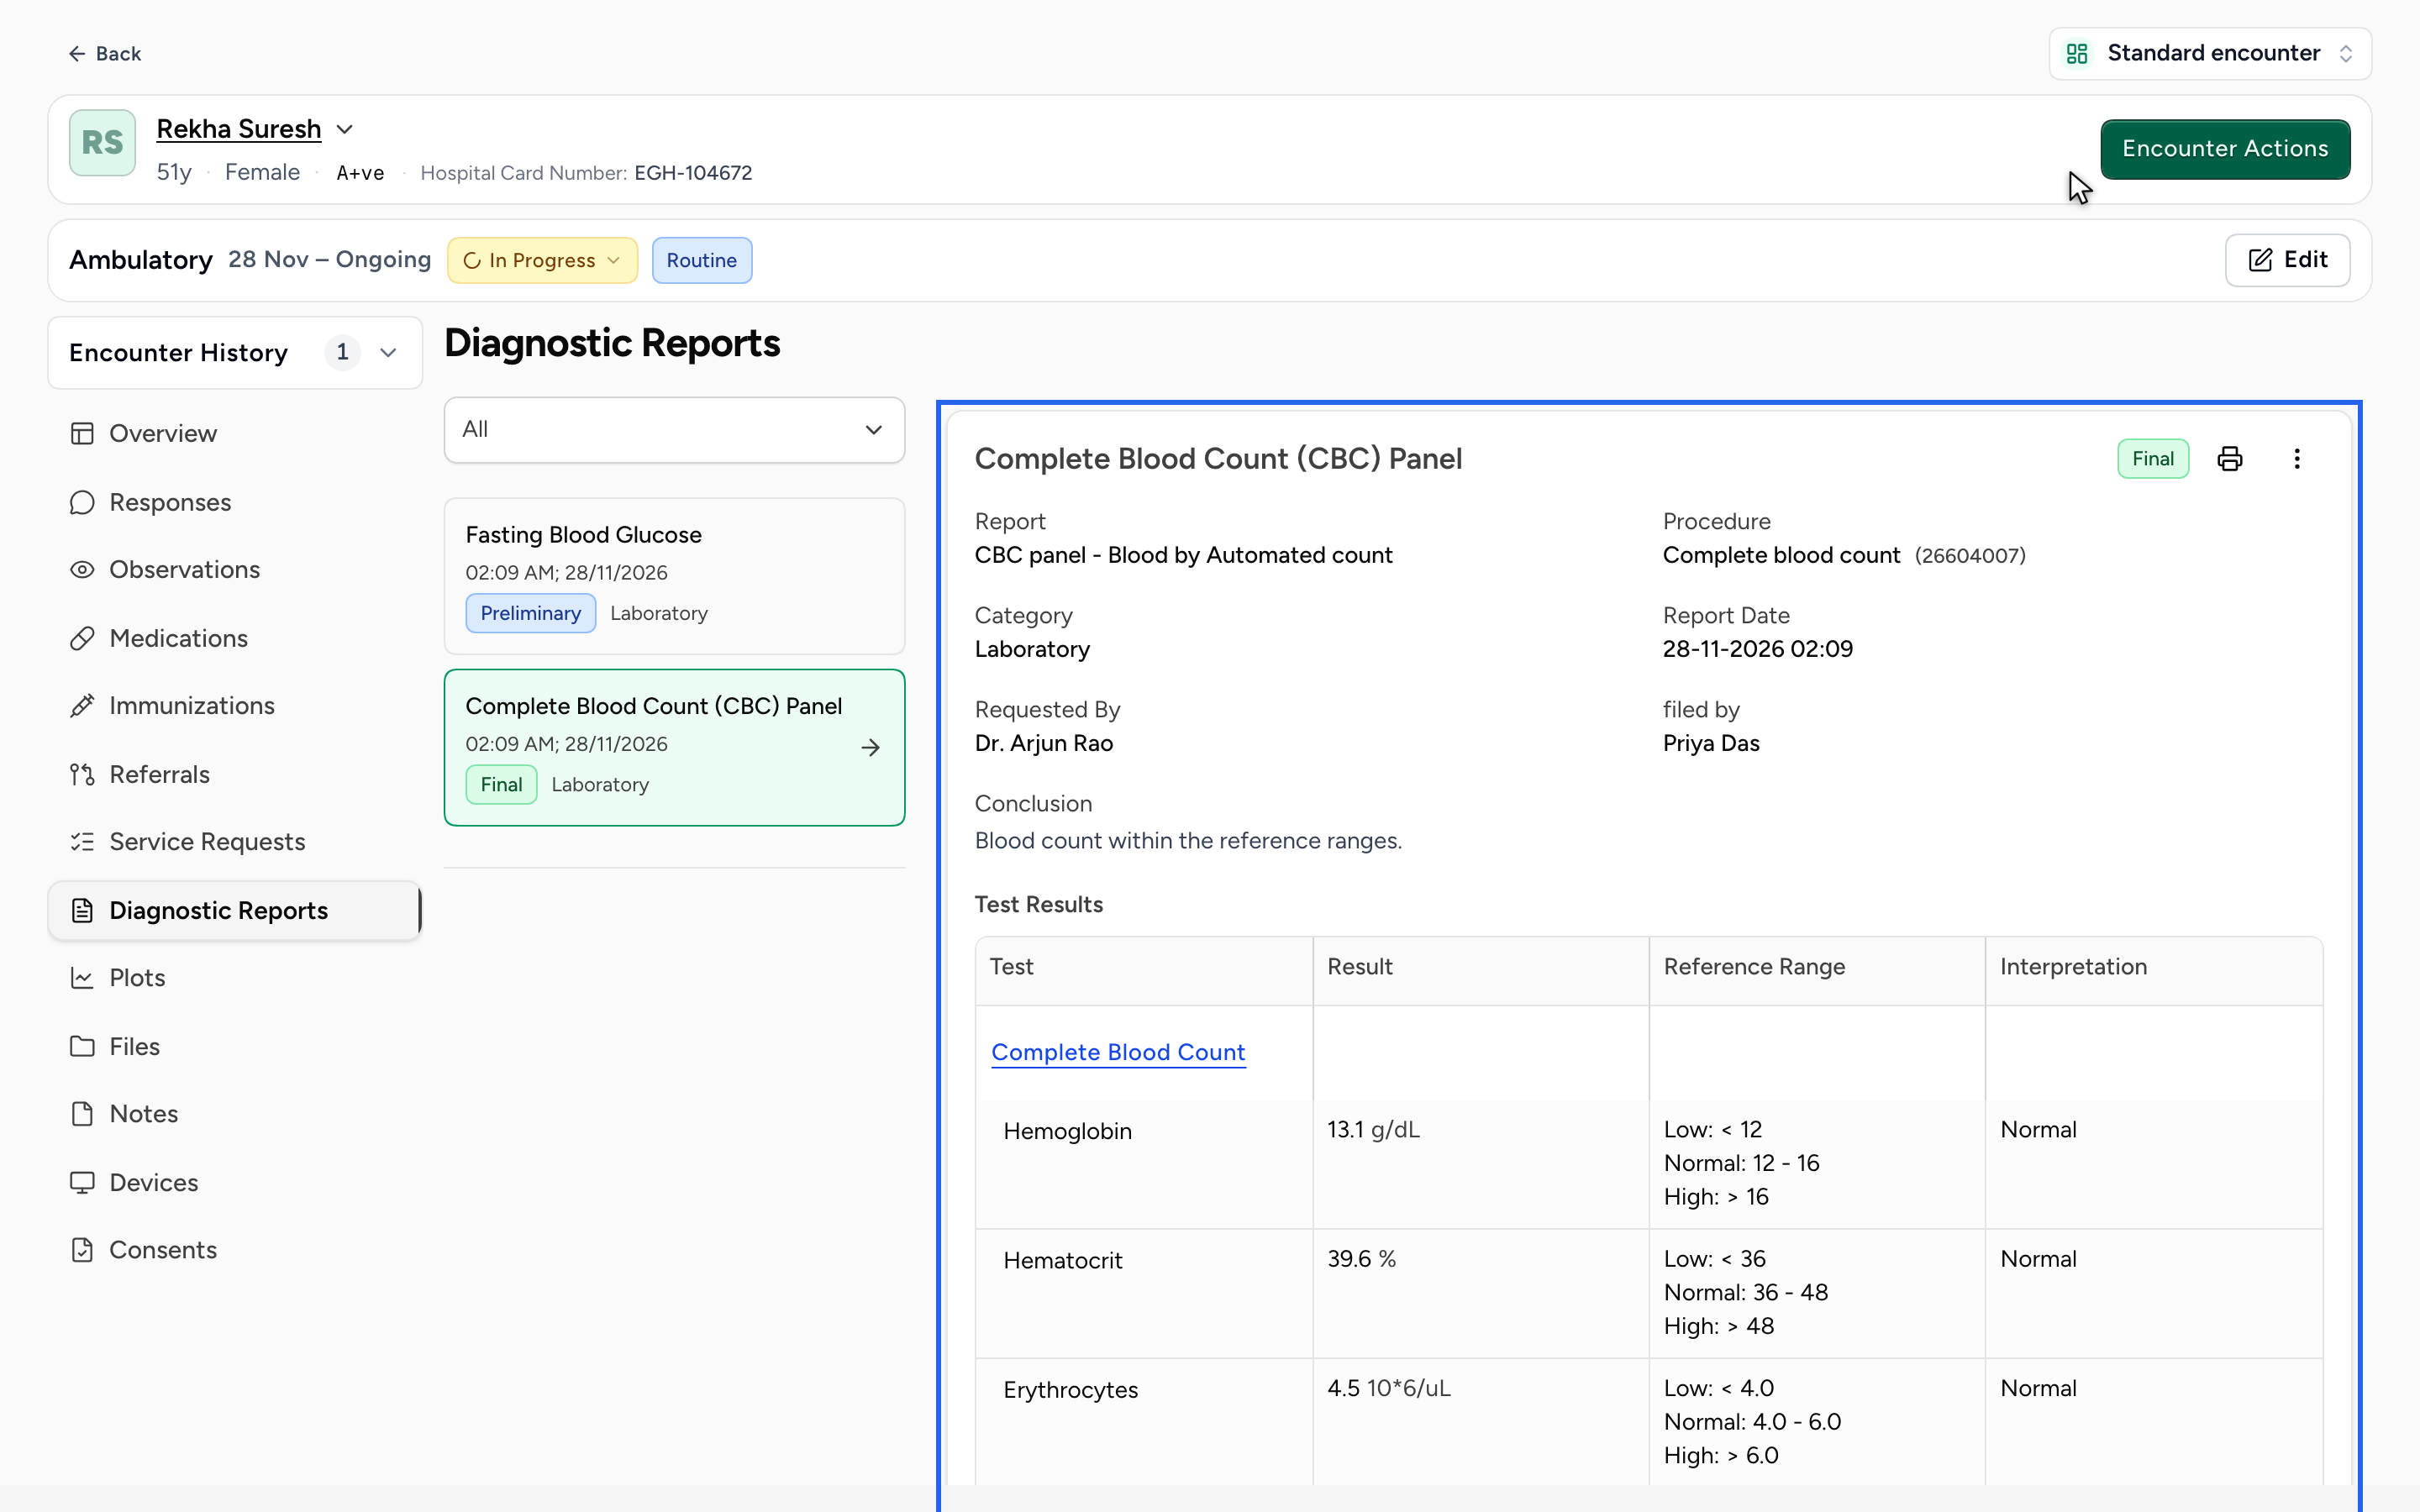 Back
Standard encounter
RS
Rekha Suresh
51y · Female · A+ve · Hospital Card Number: EGH-104672
Encounter Actions
Ambulatory 28 Nov – Ongoing In Progress Routine
Edit
Encounter History 1
Overview
Responses
Observations
Medications
Immunizations
Referrals
Service Requests
Diagnostic Reports
Plots
Files
Notes
Devices
Consents
Diagnostic Reports
All
Fasting Blood Glucose
02:09 AM; 28/11/2026
Preliminary Laboratory
Complete Blood Count (CBC) Panel
02:09 AM; 28/11/2026
Final Laboratory
Complete Blood Count (CBC) Panel
Final
Report
CBC panel - Blood by Automated count
Procedure
Complete blood count (26604007)
Category
Laboratory
Report Date
28-11-2026 02:09
Requested By
Dr. Arjun Rao
filed by
Priya Das
Conclusion
Blood count within the reference ranges.
Test Results
Test Result Reference Range Interpretation
Complete Blood Count
Hemoglobin 13.1 g/dL Low: < 12 Normal
Normal: 12 - 16
High: > 16
Hematocrit 39.6 % Low: < 36 Normal
Normal: 36 - 48
High: > 48
Erythrocytes 4.5 10*6/uL Low: < 4.0 Normal
Normal: 4.0 - 6.0
High: > 6.0